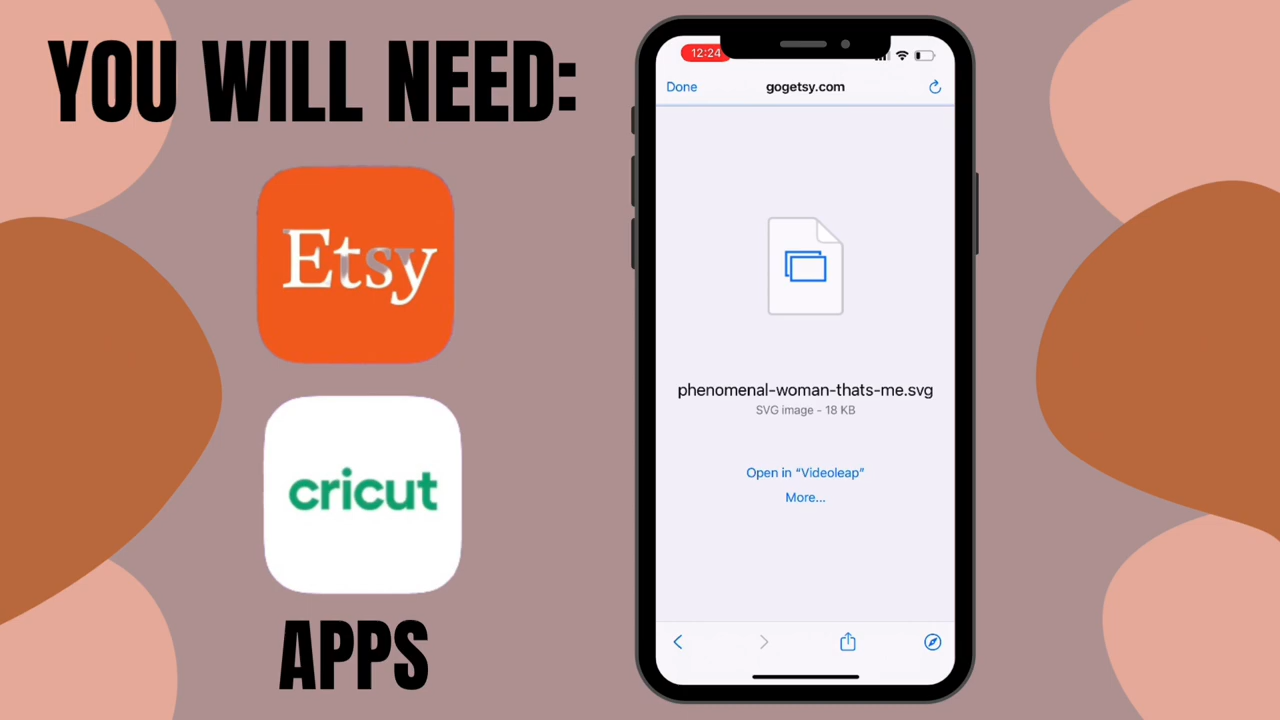 YOU WILL NEED:
Etsy
cricut
APPS
12:24
Done
gogetsy.com
phenomenal-woman-thats-me.svg
SVG image - 18 KB
Open in “Videoleap”
More...